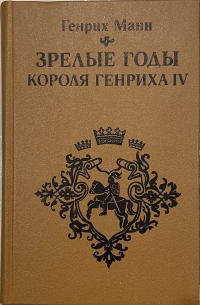 Генрих Манн
ЗРЕЛЫЕ ГОДЫ
КОРОЛЯ ГЕНРИХА IV